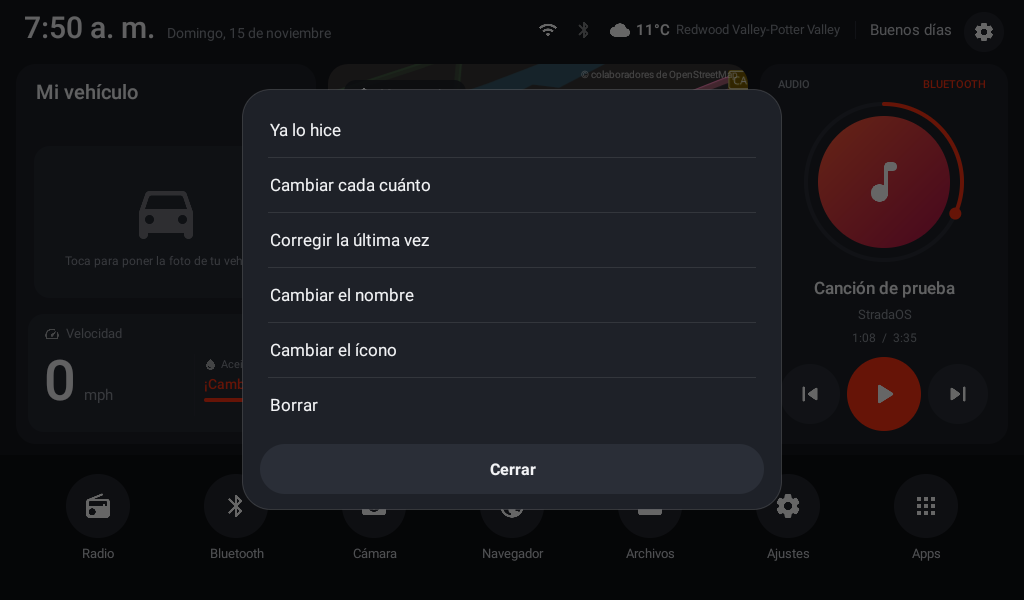 7:50 a. m.
Domingo, 15 de noviembre
11°C
Redwood Valley-Potter Valley
Buenos días
Mi vehículo
© colaboradores de OpenStreetMap
CA
AUDIO
BLUETOOTH
Ya lo hice
Cambiar cada cuánto
Corregir la última vez
Cambiar el nombre
Cambiar el ícono
Borrar
Cerrar
Toca para poner la foto de tu
Velocidad
0 mph
Canción de prueba
StradaOS
1:08 / 3:35
Radio
Bluetooth
Cámara
Navegador
Archivos
Ajustes
Apps